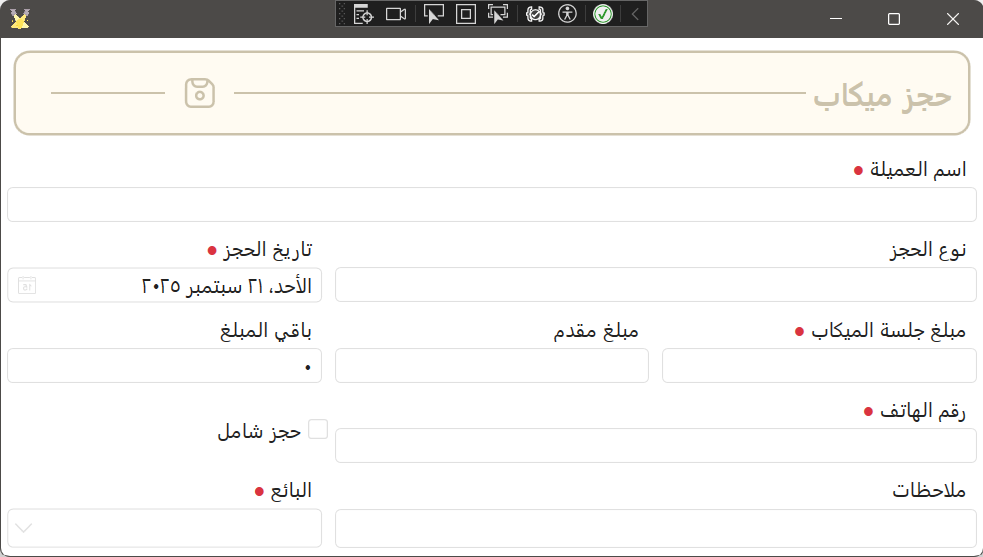 حجز ميكاب
اسم العميلة
نوع الحجز
تاريخ الحجز
الأحد، ٢١ سبتمبر ٢٠٢٥
مبلغ جلسة الميكاب
مبلغ مقدم
باقي المبلغ
٠
رقم الهاتف
حجز شامل
ملاحظات
البائع